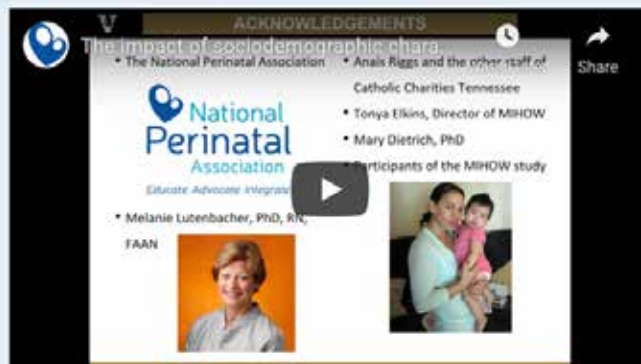 ACKNOWLEDGEMENTS
The impact of sociodemographic chara
Share
• The National Perinatal Association
National
Perinatal
Association
Educate Advocate Integrate
• Melanie Lutenbacher, PhD, RN,
FAAN
• Anais Riggs and the other staff of
Catholic Charities Tennessee
• Tonya Elkins, Director of MIHOW
• Mary Dietrich, PhD
• Participants of the MIHOW study